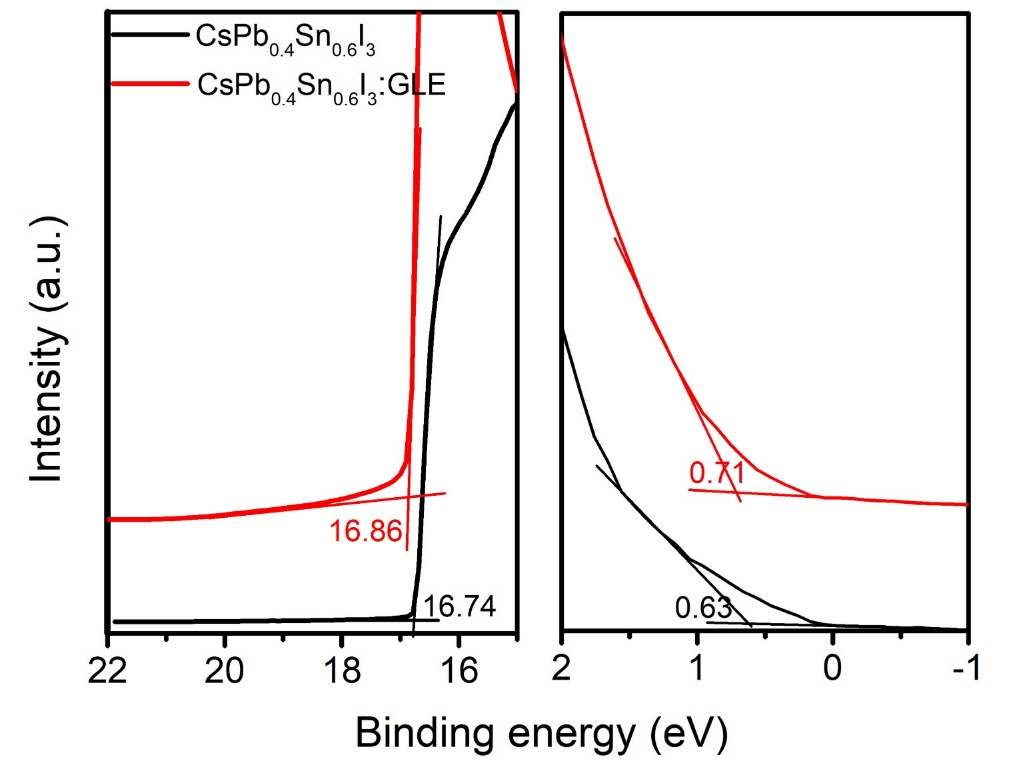 CsPb0.4Sn0.6I3
CsPb0.4Sn0.6I3:GLE
Intensity (a.u.)
0.71
16.86
16.74
0.63
22 20 18 16 2 1 0 -1
Binding energy (eV)